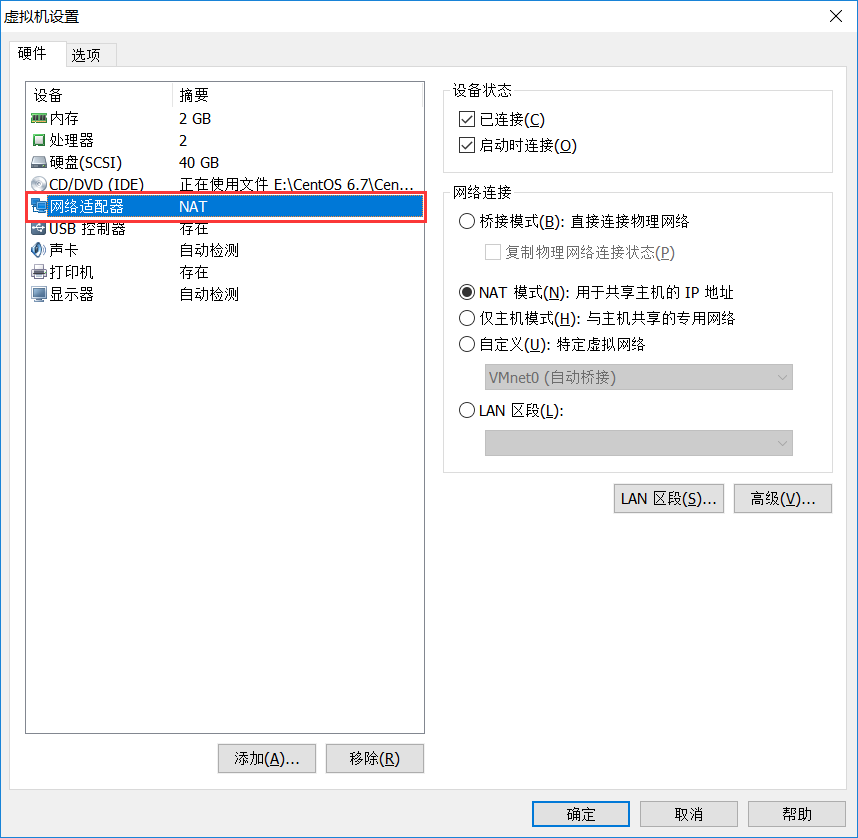 虚拟机设置
硬件 选项
设备 摘要
内存 2 GB
处理器 2
硬盘(SCSI) 40 GB
CD/DVD (IDE) 正在使用文件 E:\CentOS 6.7\Cen...
网络适配器 NAT
USB 控制器 存在
声卡 自动检测
打印机 存在
显示器 自动检测
添加(A)... 移除(R)
设备状态
已连接(C)
启动时连接(O)
网络连接
桥接模式(B): 直接连接物理网络
复制物理网络连接状态(P)
NAT 模式(N): 用于共享主机的 IP 地址
仅主机模式(H): 与主机共享的专用网络
自定义(U): 特定虚拟网络
VMnet0 (自动桥接)
LAN 区段(L):
LAN 区段(S)... 高级(V)...
确定 取消 帮助